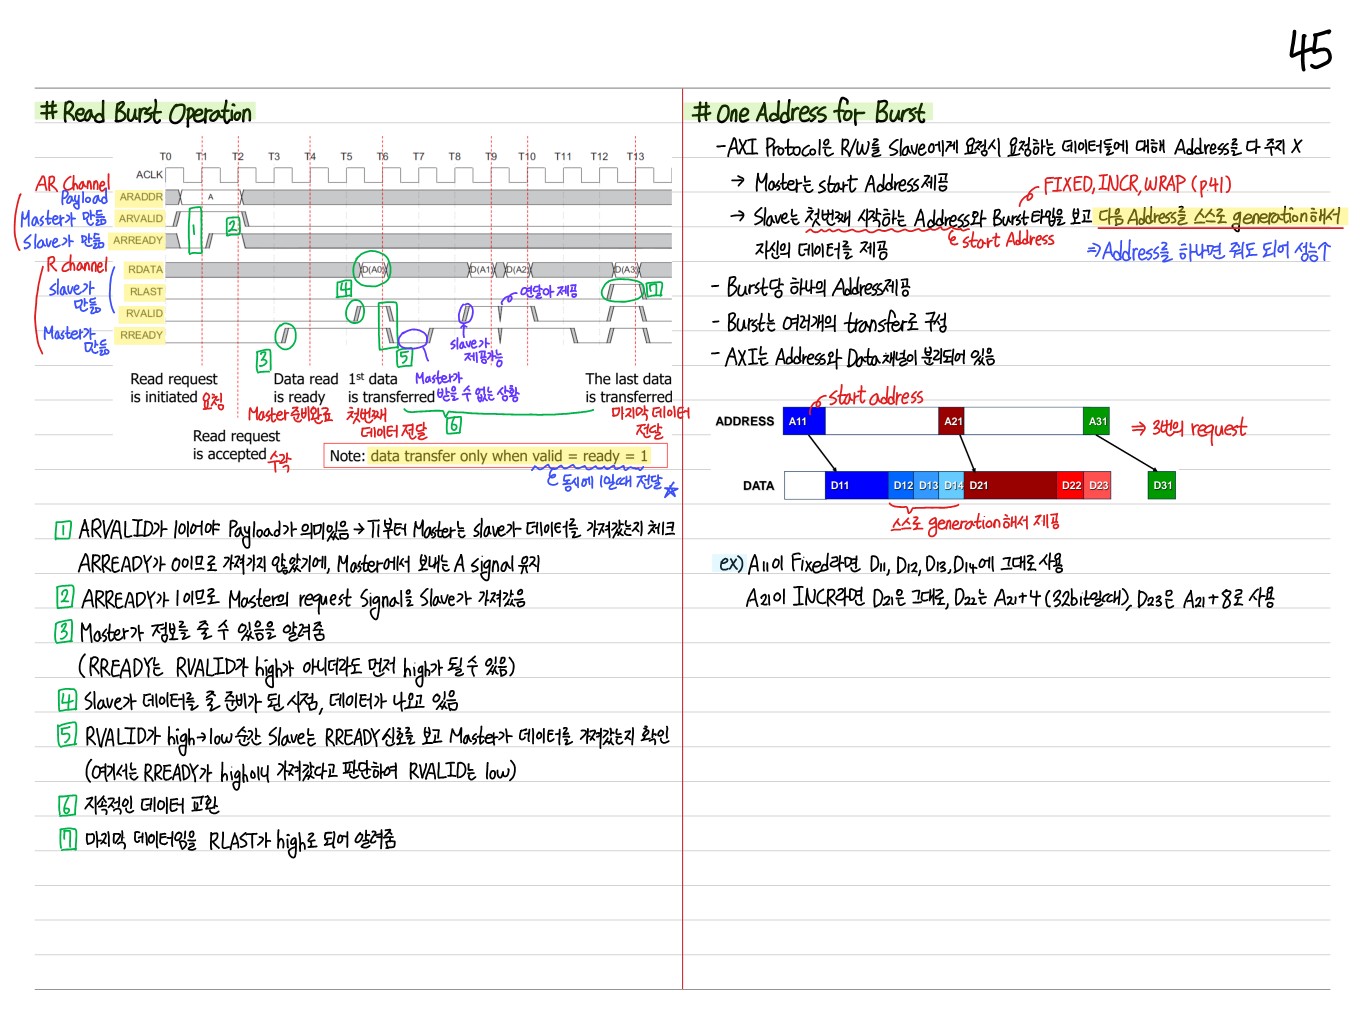 45
# Read Burst Operation
T0 T1 T2 T3 T4 T5 T6 T7 T8 T9 T10 T11 T12 T13
ACLK
AR Channel
Payload ARADDR A
Master가 만듦 ARVALID 1 2
Slave가 만듦 ARREADY
R channel RDATA D(A0) D(A1) D(A2) D(A3)
slave가 만듦 RLAST 4 7
RVALID 연달아 제공
Master가 만듦 RREADY
3 5 slave가 제공가능
Read request is initiated 요청
Data read is ready Master 준비완료
1st data is transferred 첫번째 데이터 전달
Master가 받을 수 없는 상황
6
The last data is transferred 마지막 데이터 전달
Read request is accepted 수락
Note: data transfer only when valid = ready = 1
동시에 1일때 전달
1 ARVALID가 1이어야 Payload가 의미있음 → T1부터 Master는 slave가 데이터를 가져갔는지 체크
ARREADY가 0이므로 가져가지 않았기에, Master에서 보내는 A signal 유지
2 ARREADY가 1이므로 Master의 request Signal을 Slave가 가져갔음
3 Master가 정보를 줄 수 있음을 알려줌
(RREADY는 RVALID가 high가 아니더라도 먼저 high가 될 수 있음)
4 Slave가 데이터를 줄 준비가 된 시점, 데이터가 나오고 있음
5 RVALID가 high→low순간 Slave는 RREADY신호를 보고 Master가 데이터를 가져갔는지 확인
(여기서는 RREADY가 high이니 가져갔다고 판단하여 RVALID는 low)
6 지속적인 데이터 교환
7 마지막 데이터임을 RLAST가 high로 되어 알려줌
# One Address for Burst
- AXI Protocol은 R/W를 Slave에게 요청시 요청하는 데이터들에 대해 Address를 다 주지 X
→ Master는 start Address제공
FIXED, INCR, WRAP (p41)
→ Slave는 첫번째 시작하는 Address와 Burst타입을 보고 다음 Address를 스스로 generation해서
start Address
자신의 데이터를 제공
⇒ Address를 하나만 줘도 되어 성능↑
- Burst당 하나의 Address제공
- Burst는 여러개의 transfer로 구성
- AXI는 Address와 Data채널이 분리되어 있음
start address
ADDRESS A11 A21 A31 ⇒ 3번의 request
DATA D11 D12 D13 D14 D21 D22 D23 D31
스스로 generation해서 제공
ex) A11이 Fixed라면 D11, D12, D13, D14에 그대로 사용
A21이 INCR라면 D21은 그대로, D22는 A21+4 (32bit일때), D23은 A21+8로 사용